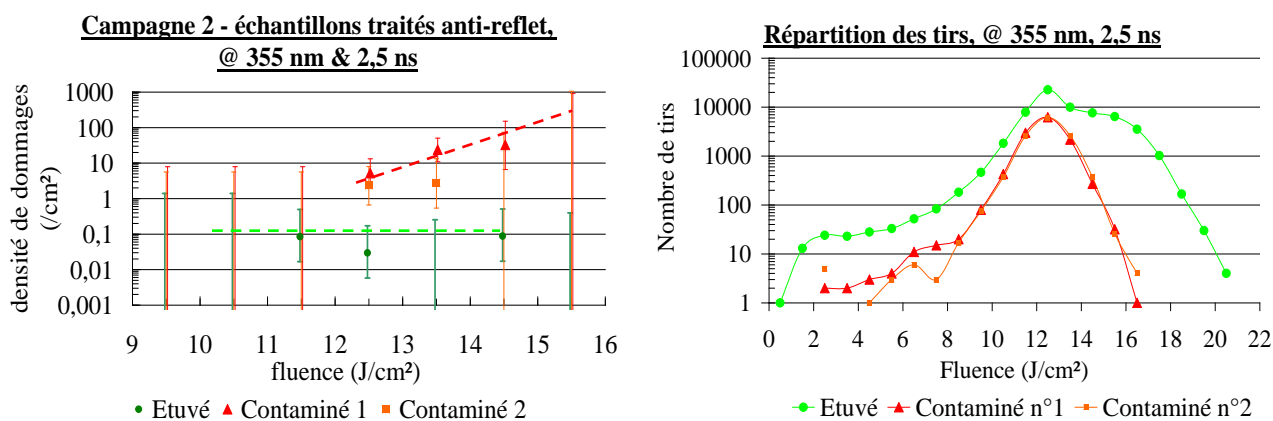 Campagne 2 - échantillons traités anti-reflet,
@ 355 nm & 2,5 ns
densité de dommages
(/cm²)
1000
100
10
1
0,1
0,01
0,001
9 10 11 12 13 14 15 16
fluence (J/cm²)
Etuvé Contaminé 1 Contaminé 2
Répartition des tirs, @ 355 nm, 2,5 ns
Nombre de tirs
100000
10000
1000
100
10
1
0 2 4 6 8 10 12 14 16 18 20 22
Fluence (J/cm²)
Etuvé Contaminé n°1 Contaminé n°2